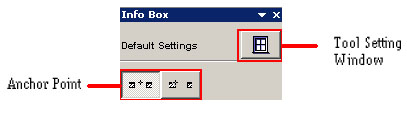 Info Box
Default Settings
Tool Setting
Window
Anchor Point